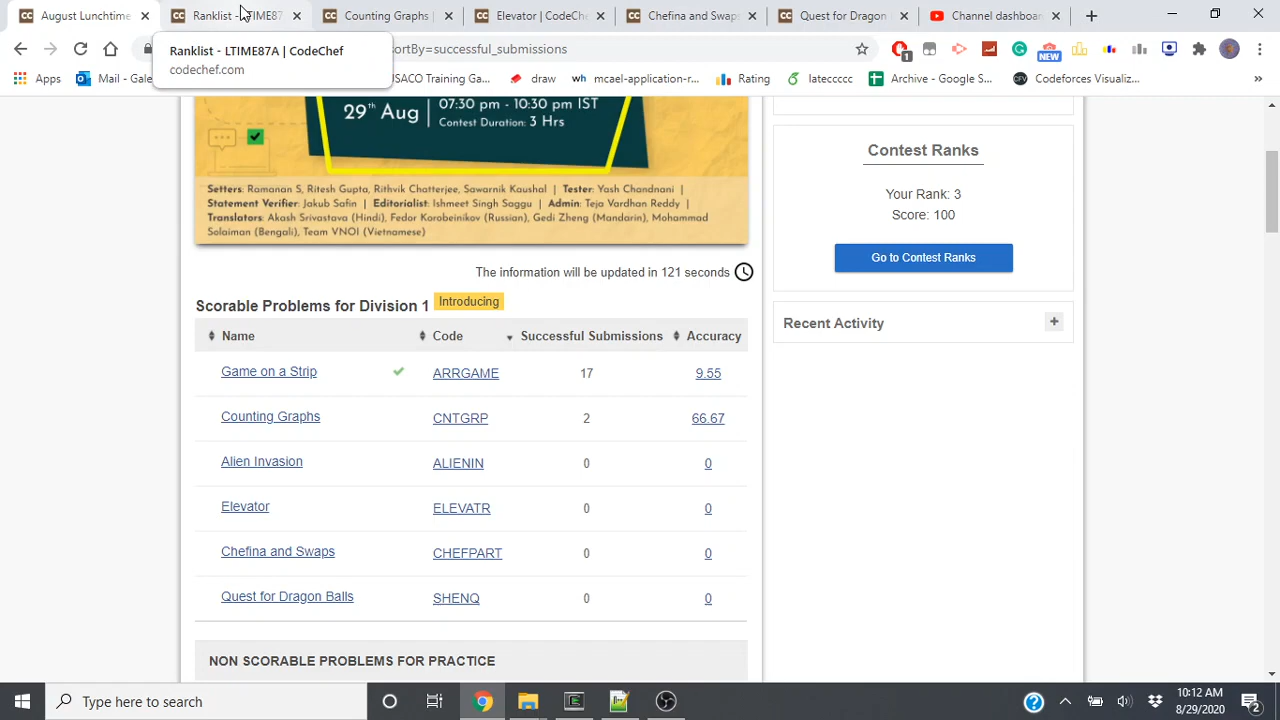 August Lunchtime
Ranklist - LTIME87
Counting Graphs |
Elevator | CodeChe
Chefina and Swaps
Quest for Dragon
Channel dashboar
Ranklist - LTIME87A | CodeChef
codechef.com
sortBy=successful_submissions
1
NEW
Apps
Mail - Gale
USACO Training Ga...
draw
wh mcael-application-r...
Rating
lateccccc
Archive - Google S...
Codeforces Visualiz...
»
29th Aug
07:30 pm - 10:30 pm IST
Contest Duration: 3 Hrs
Setters: Ramanan S, Ritesh Gupta, Rithvik Chatterjee, Sawarnik Kaushal | Tester: Yash Chandnani |
Statement Verifier: Jakub Safin | Editorialist: Ishmeet Singh Saggu | Admin: Teja Vardhan Reddy |
Translators: Akash Srivastava (Hindi), Fedor Korobeinikov (Russian), Gedi Zheng (Mandarin), Mohammad
Solaiman (Bengali), Team VNOI (Vietnamese)
Contest Ranks
Your Rank: 3
Score: 100
Go to Contest Ranks
Recent Activity
The information will be updated in 121 seconds
Scorable Problems for Division 1 Introducing
Name Code Successful Submissions Accuracy
Game on a Strip ARRGAME 17 9.55
Counting Graphs CNTGRP 2 66.67
Alien Invasion ALIENIN 0 0
Elevator ELEVATR 0 0
Chefina and Swaps CHEFPART 0 0
Quest for Dragon Balls SHENQ 0 0
NON SCORABLE PROBLEMS FOR PRACTICE
Type here to search
10:12 AM
8/29/2020
2